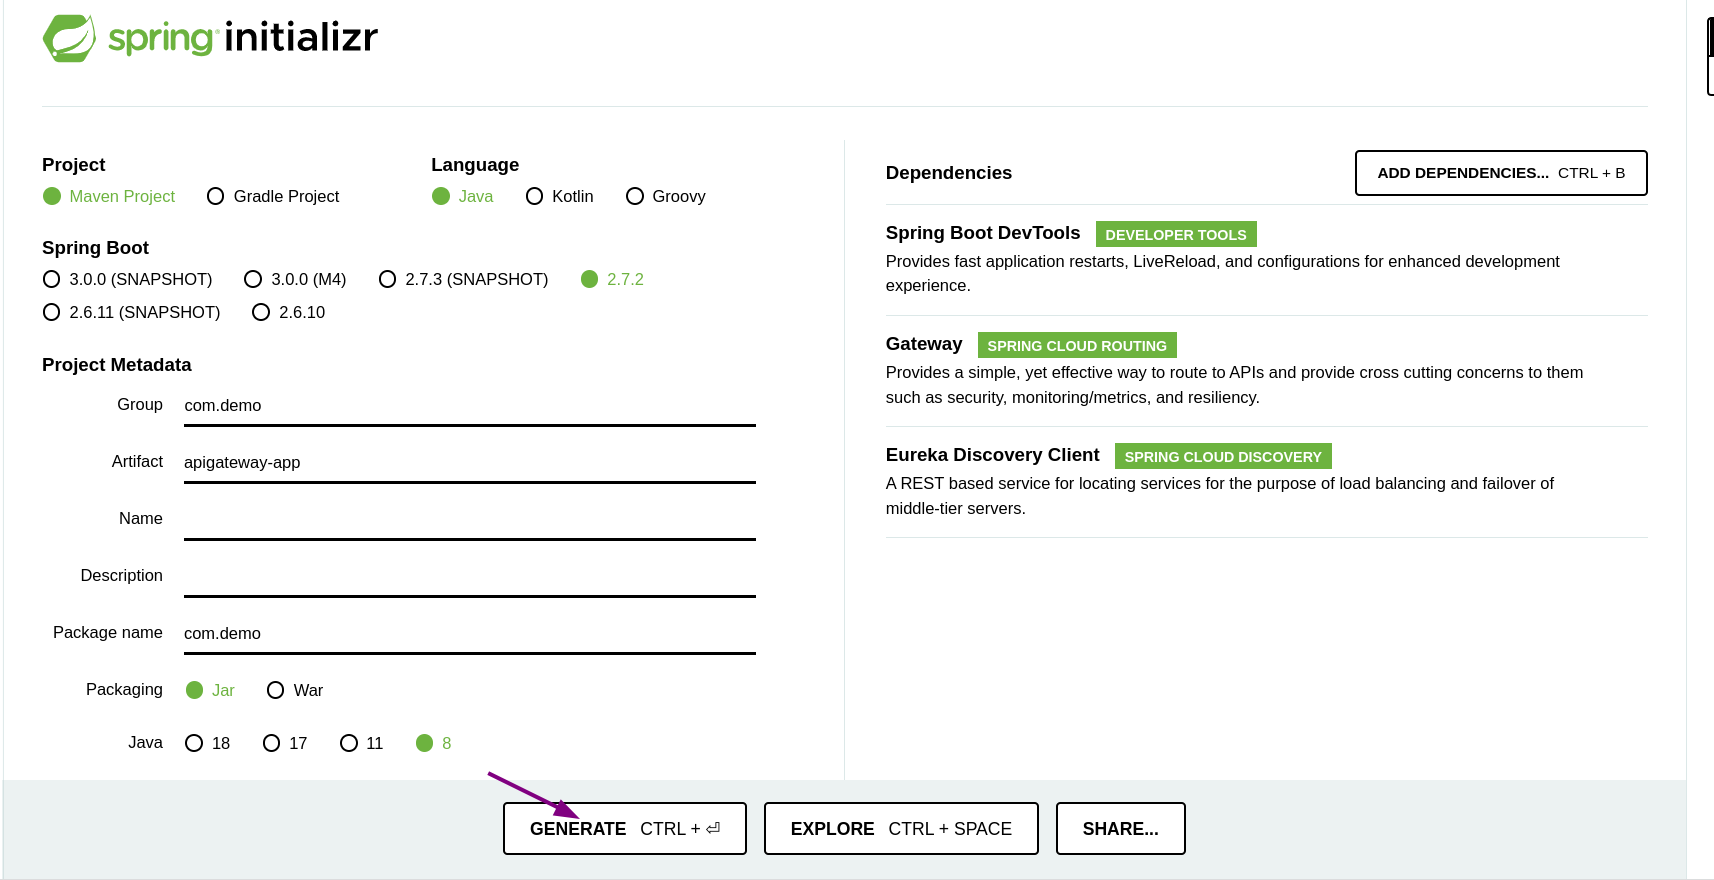 spring initializr
Project
Maven Project Gradle Project
Language
Java Kotlin Groovy
Spring Boot
3.0.0 (SNAPSHOT) 3.0.0 (M4) 2.7.3 (SNAPSHOT) 2.7.2
2.6.11 (SNAPSHOT) 2.6.10
Project Metadata
Group com.demo
Artifact apigateway-app
Name
Description
Package name com.demo
Packaging Jar War
Java 18 17 11 8
Dependencies ADD DEPENDENCIES... CTRL + B
Spring Boot DevTools DEVELOPER TOOLS
Provides fast application restarts, LiveReload, and configurations for enhanced development
experience.
Gateway SPRING CLOUD ROUTING
Provides a simple, yet effective way to route to APIs and provide cross cutting concerns to them
such as security, monitoring/metrics, and resiliency.
Eureka Discovery Client SPRING CLOUD DISCOVERY
A REST based service for locating services for the purpose of load balancing and failover of
middle-tier servers.
GENERATE CTRL + ⏎ EXPLORE CTRL + SPACE SHARE...